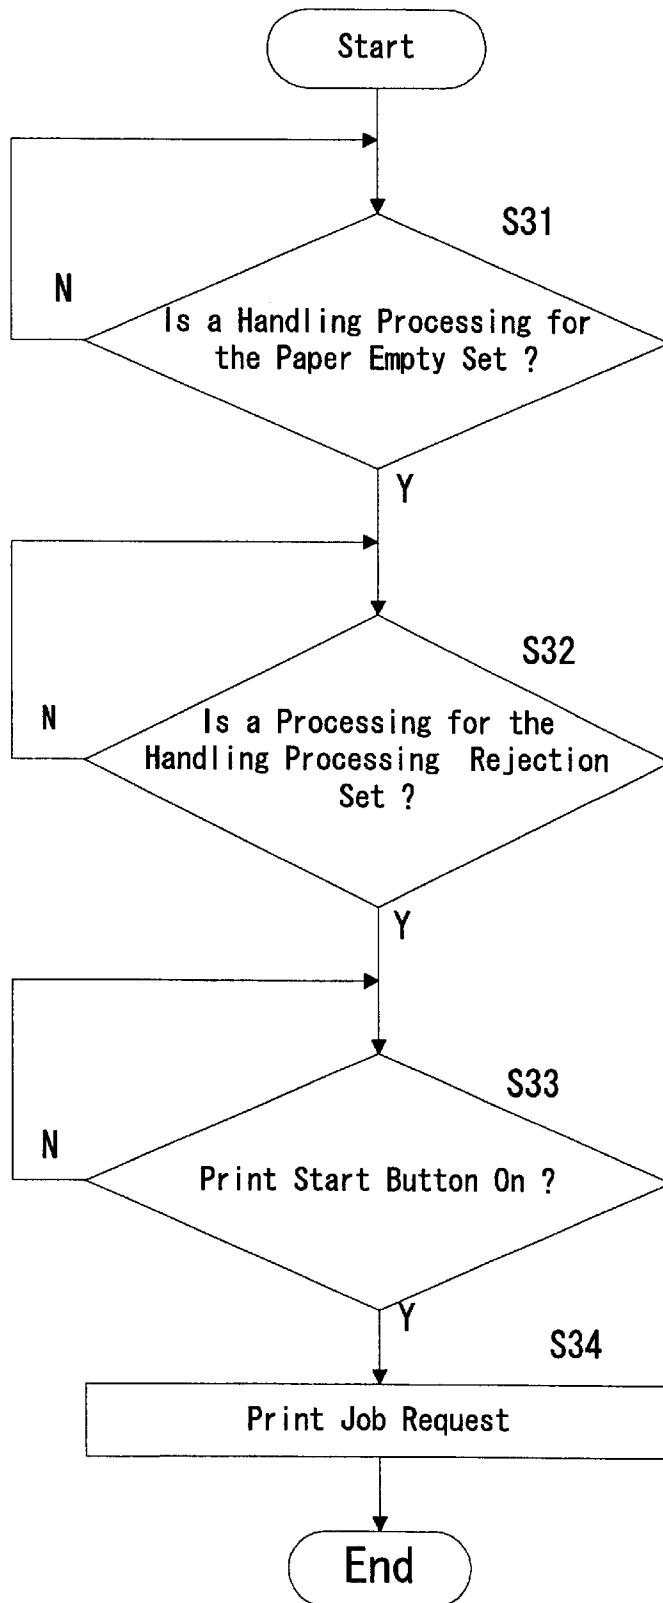 Start
S31
N
Is a Handling Processing for
the Paper Empty Set ?
Y
S32
N
Is a Processing for the
Handling Processing Rejection
Set ?
Y
S33
N
Print Start Button On ?
Y
S34
Print Job Request
End